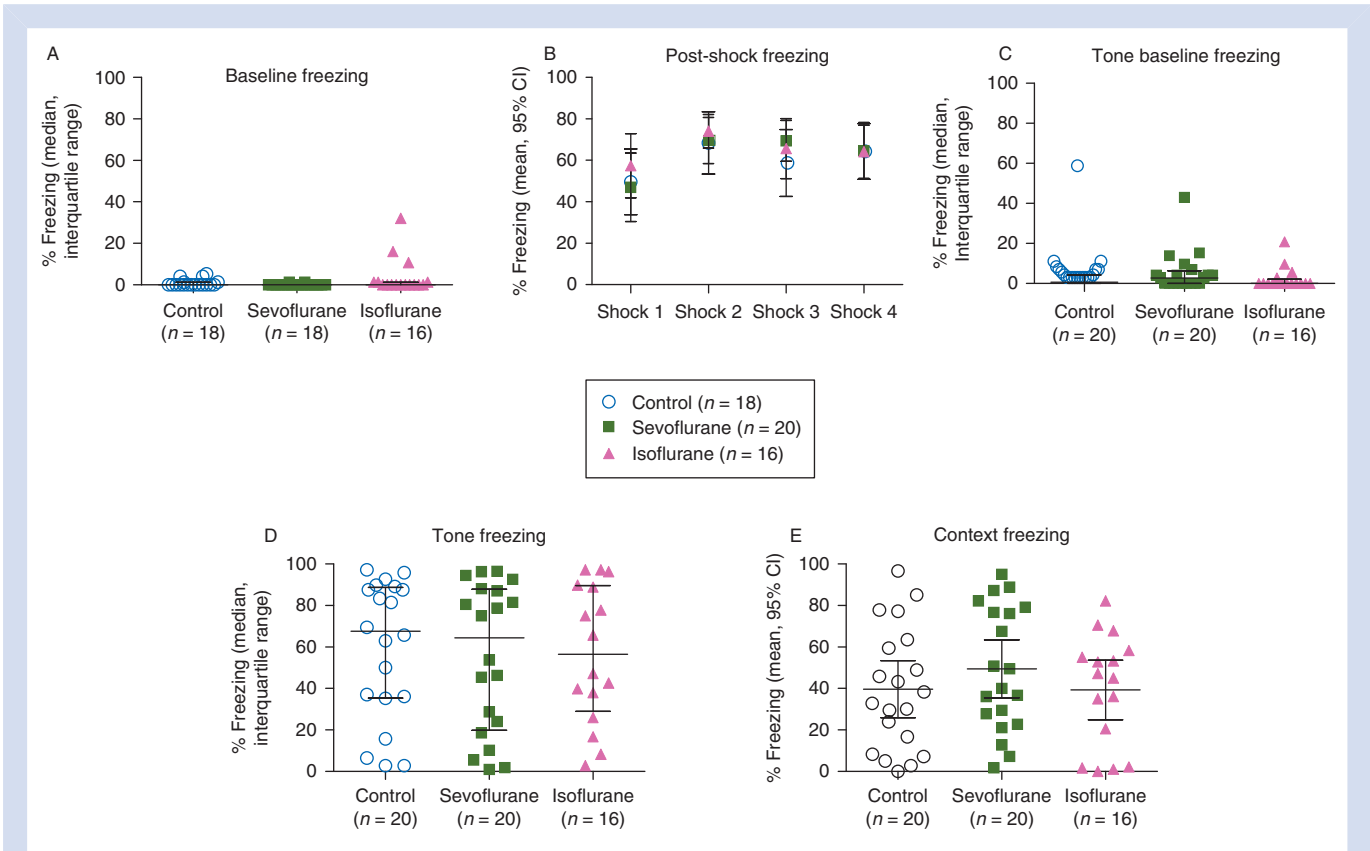 A
Baseline freezing
% Freezing (median,
interquartile range)
100
80
60
40
20
0
Control
(n = 18)
Sevoflurane
(n = 18)
Isoflurane
(n = 16)
B
Post-shock freezing
% Freezing (mean, 95% CI)
100
80
60
40
20
0
Shock 1
Shock 2
Shock 3
Shock 4
C
Tone baseline freezing
% Freezing (median,
Interquartile range)
100
80
60
40
20
0
Control
(n = 20)
Sevoflurane
(n = 20)
Isoflurane
(n = 16)
Control (n = 18)
Sevoflurane (n = 20)
Isoflurane (n = 16)
D
Tone freezing
% Freezing (median,
interquartile range)
100
80
60
40
20
0
Control
(n = 20)
Sevoflurane
(n = 20)
Isoflurane
(n = 16)
E
Context freezing
% Freezing (mean, 95% CI)
100
80
60
40
20
0
Control
(n = 20)
Sevoflurane
(n = 20)
Isoflurane
(n = 16)